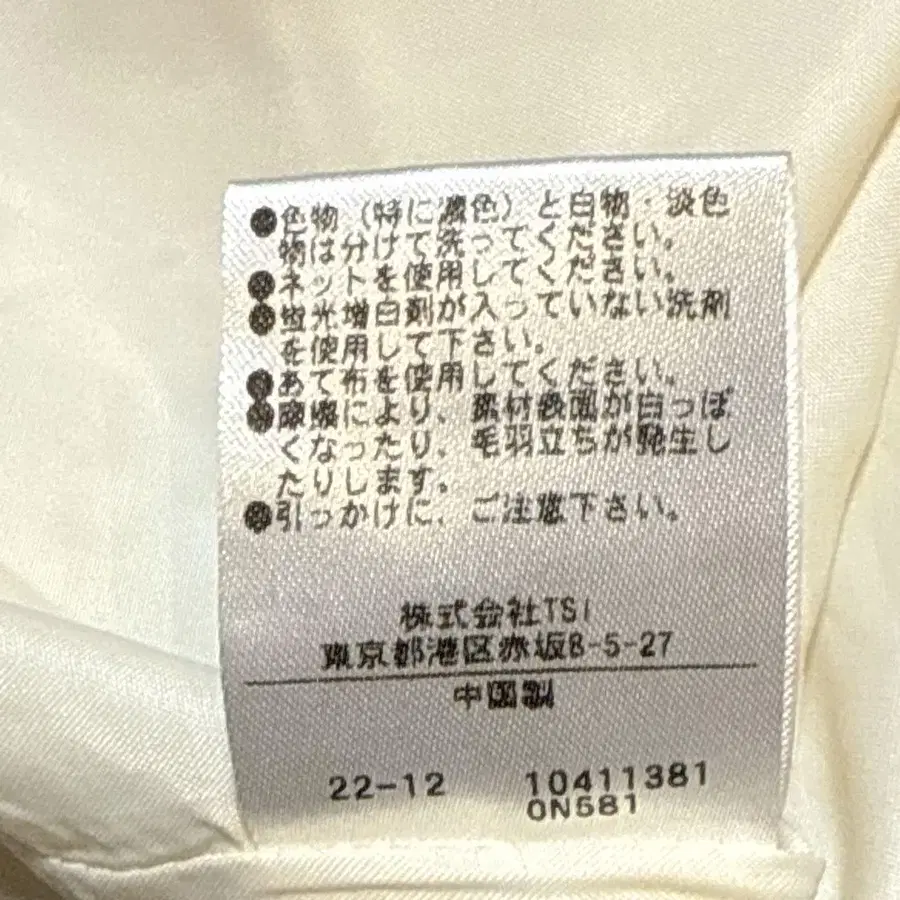 ●色物（特に濃色）と白物・淡色
物は分けて洗ってください。
●ネットを使用してください。
●蛍光増白剤が入っていない洗剤
を使用して下さい。
●あて布を使用してください。
●摩擦により、素材表面が白っぽ
くなったり、毛羽立ちが発生し
たりします。
●引っかけに、ご注意下さい。
株式会社TSI
東京都港区赤坂8-5-27
中国製
22-12 10411381
0N581